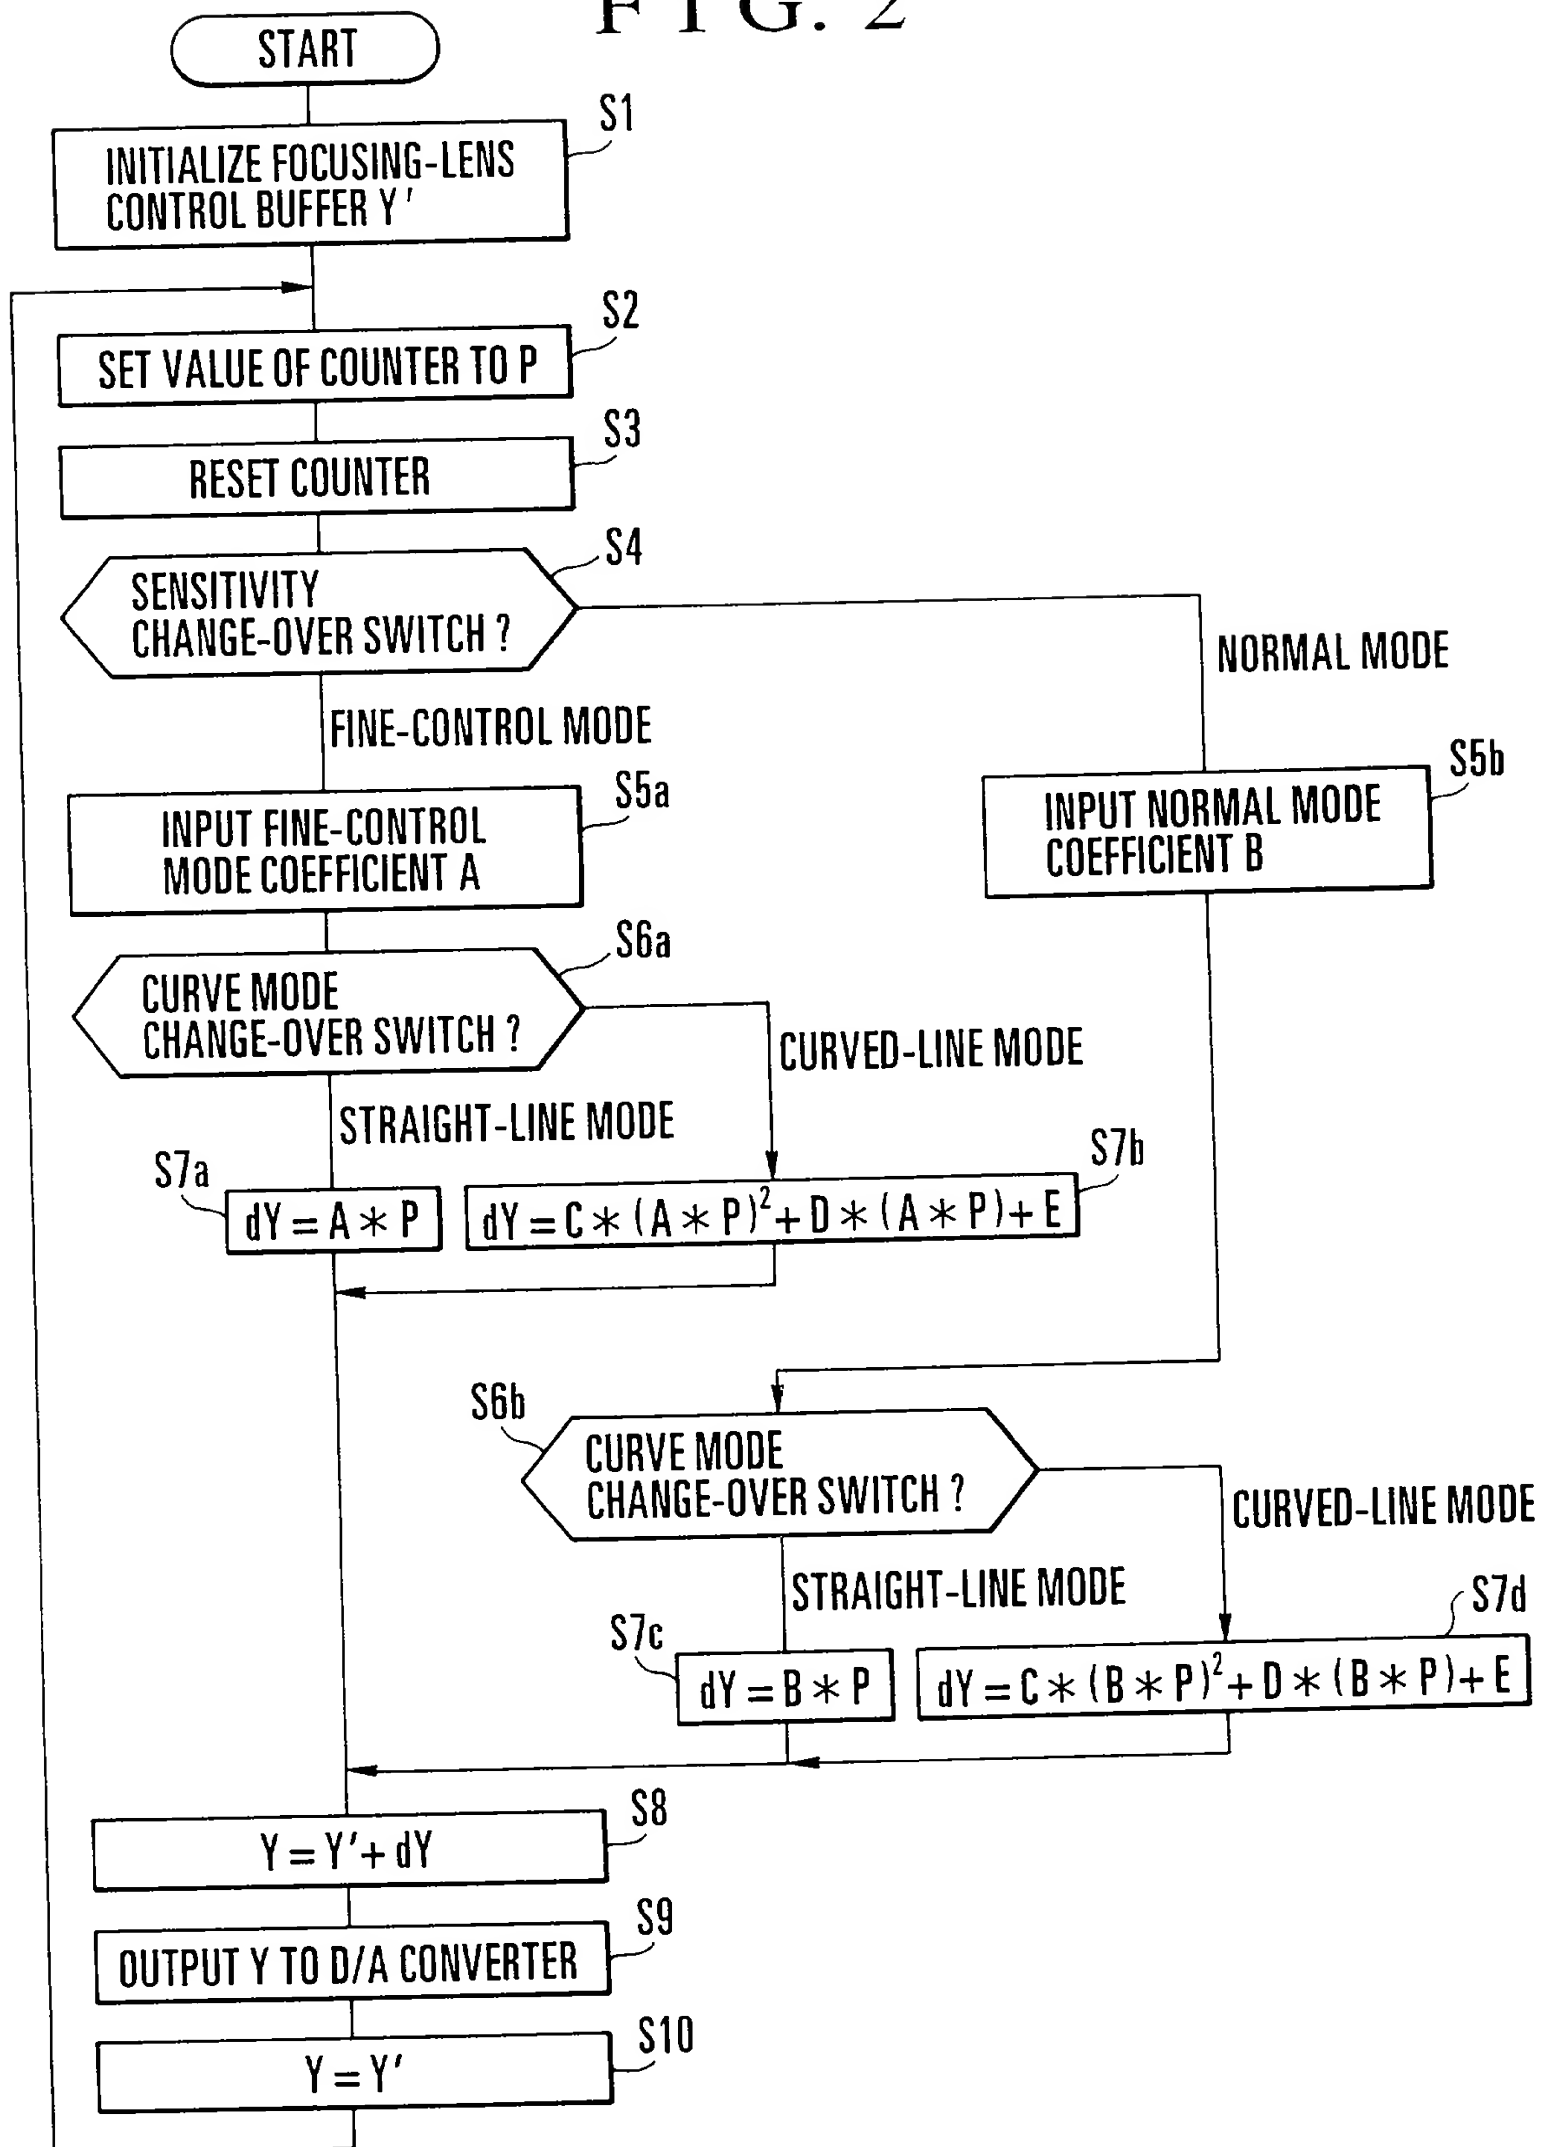 FIG. 2
START
S1
INITIALIZE FOCUSING-LENS
CONTROL BUFFER Y'
S2
SET VALUE OF COUNTER TO P
S3
RESET COUNTER
S4
SENSITIVITY
CHANGE-OVER SWITCH ?
NORMAL MODE
FINE-CONTROL MODE
S5a
INPUT FINE-CONTROL
MODE COEFFICIENT A
S5b
INPUT NORMAL MODE
COEFFICIENT B
S6a
CURVE MODE
CHANGE-OVER SWITCH ?
CURVED-LINE MODE
STRAIGHT-LINE MODE
S7a
dY = A * P
S7b
dY = C * (A * P)² + D * (A * P) + E
S6b
CURVE MODE
CHANGE-OVER SWITCH ?
CURVED-LINE MODE
STRAIGHT-LINE MODE
S7c
dY = B * P
S7d
dY = C * (B * P)² + D * (B * P) + E
S8
Y = Y' + dY
S9
OUTPUT Y TO D/A CONVERTER
S10
Y = Y'